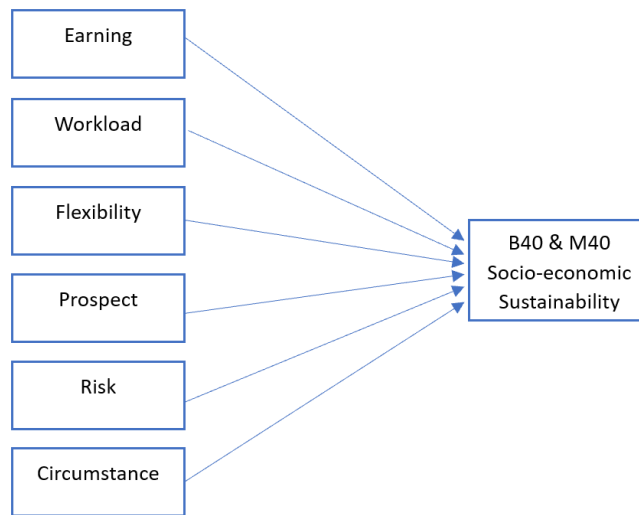 Earning
Workload
Flexibility
Prospect
Risk
Circumstance
B40 & M40
Socio-economic
Sustainability